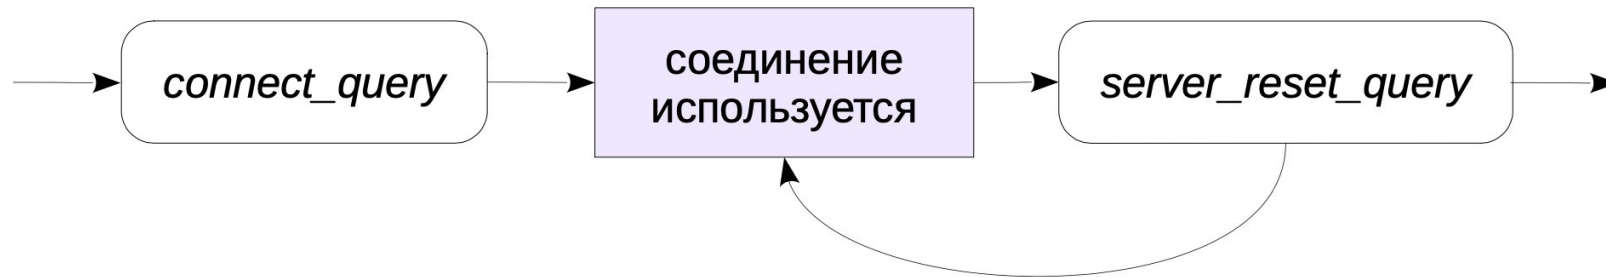 connect_query
соединение
используется
server_reset_query